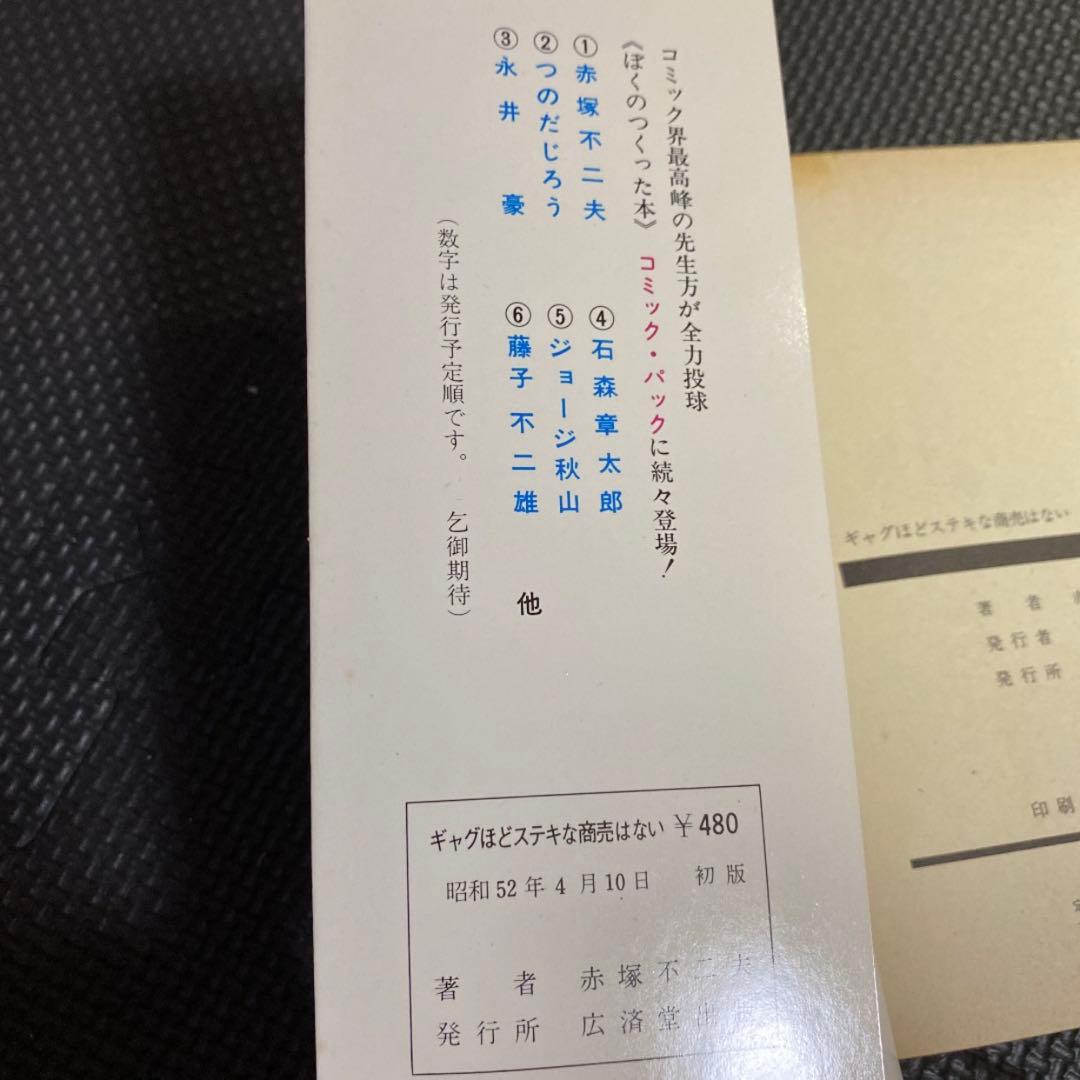 コミック界最高峰の先生方が全力投球
《ぼくのつくった本》 コミック・パックに続々登場!
①赤塚不二夫
②つのだじろう
③永井豪
④石森章太郎
⑤ジョージ秋山
⑥藤子不二雄
他
(数字は発行予定順です。 乞御期待)
ギャグほどステキな商売はない ¥480
昭和52年4月10日 初版
著者 赤塚不二夫
発行所 広済堂出版
ギャグほどステキな商売はない
著者
発行者
発行所
印刷